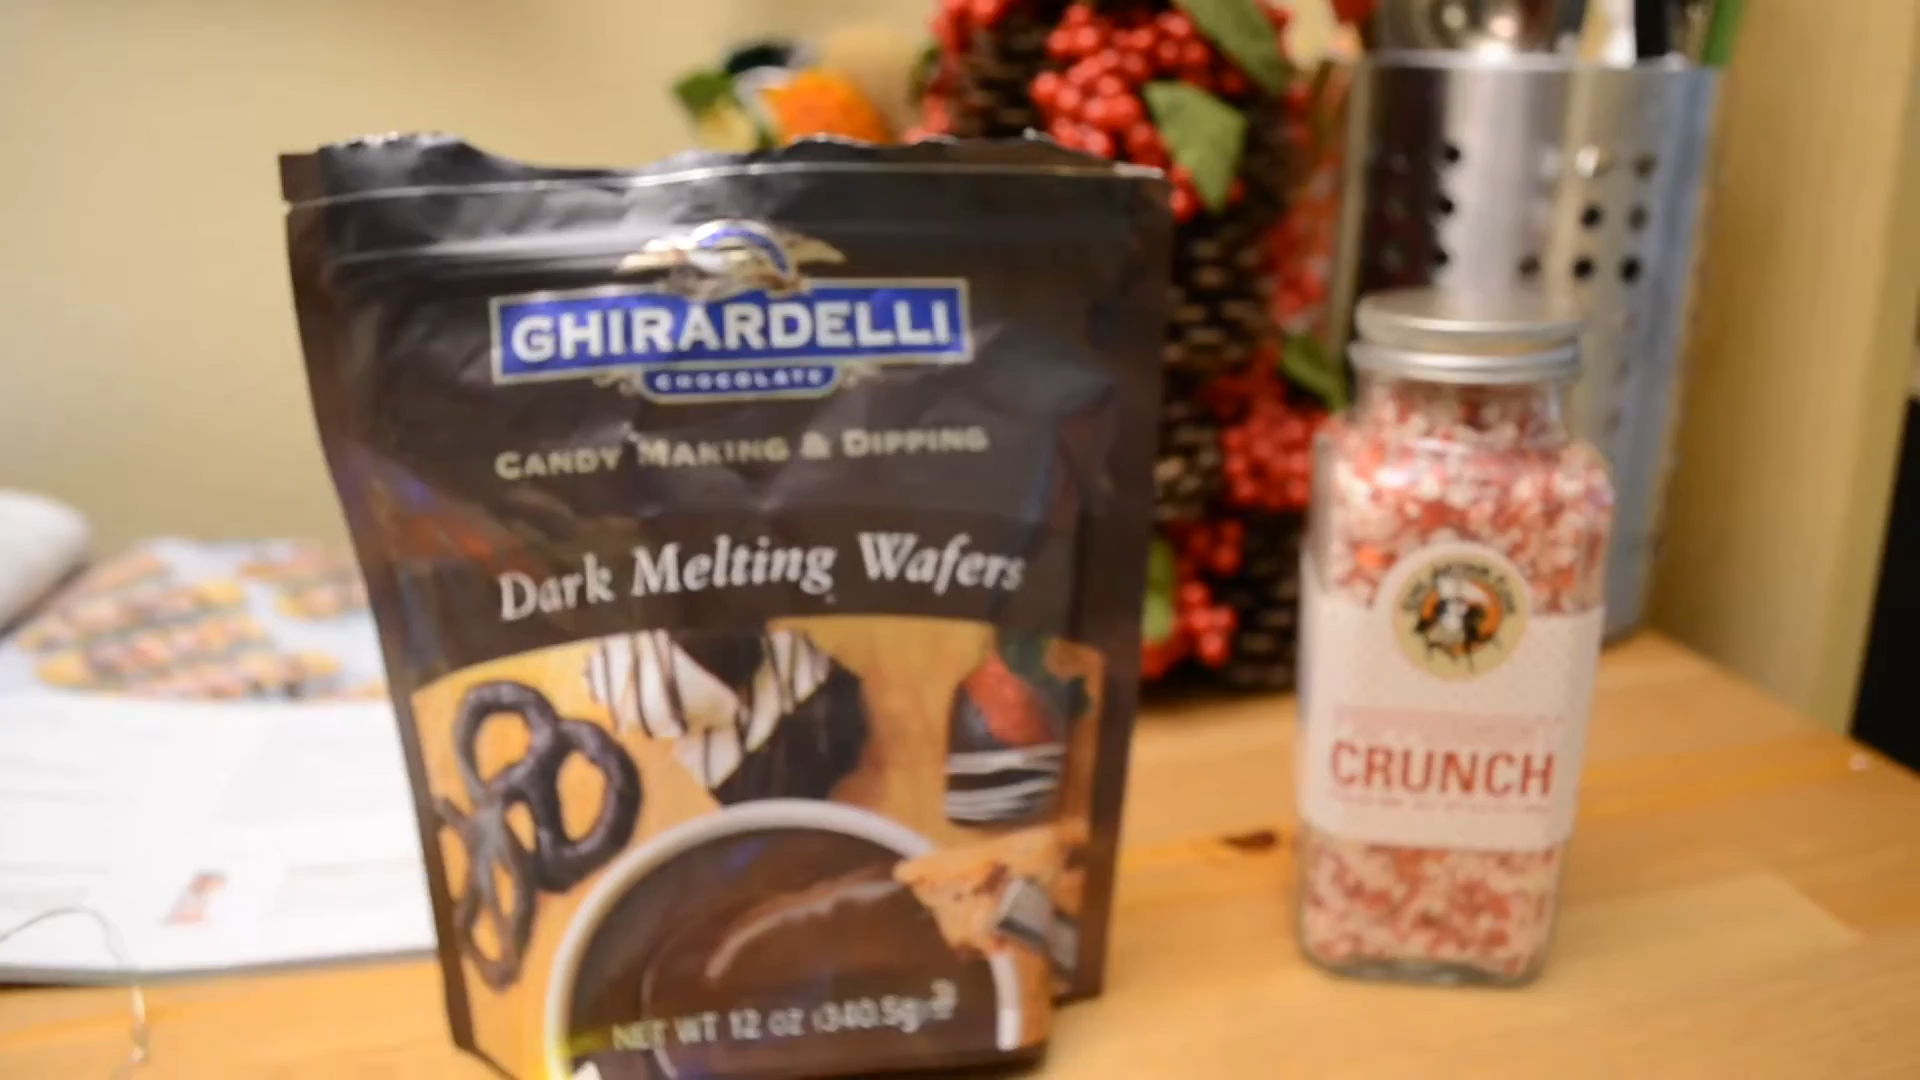 GHIRARDELLI
CHOCOLATE
CANDY MAKING & DIPPING
Dark Melting Wafers
NET WT 12 OZ (340.5g)
CRUNCH